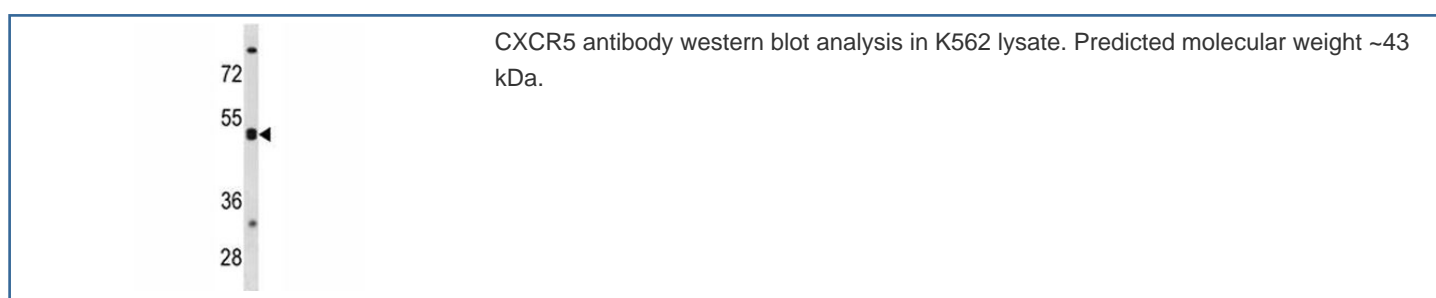 CXCR5 antibody western blot analysis in K562 lysate. Predicted molecular weight ~43
kDa.
72
55
36
28